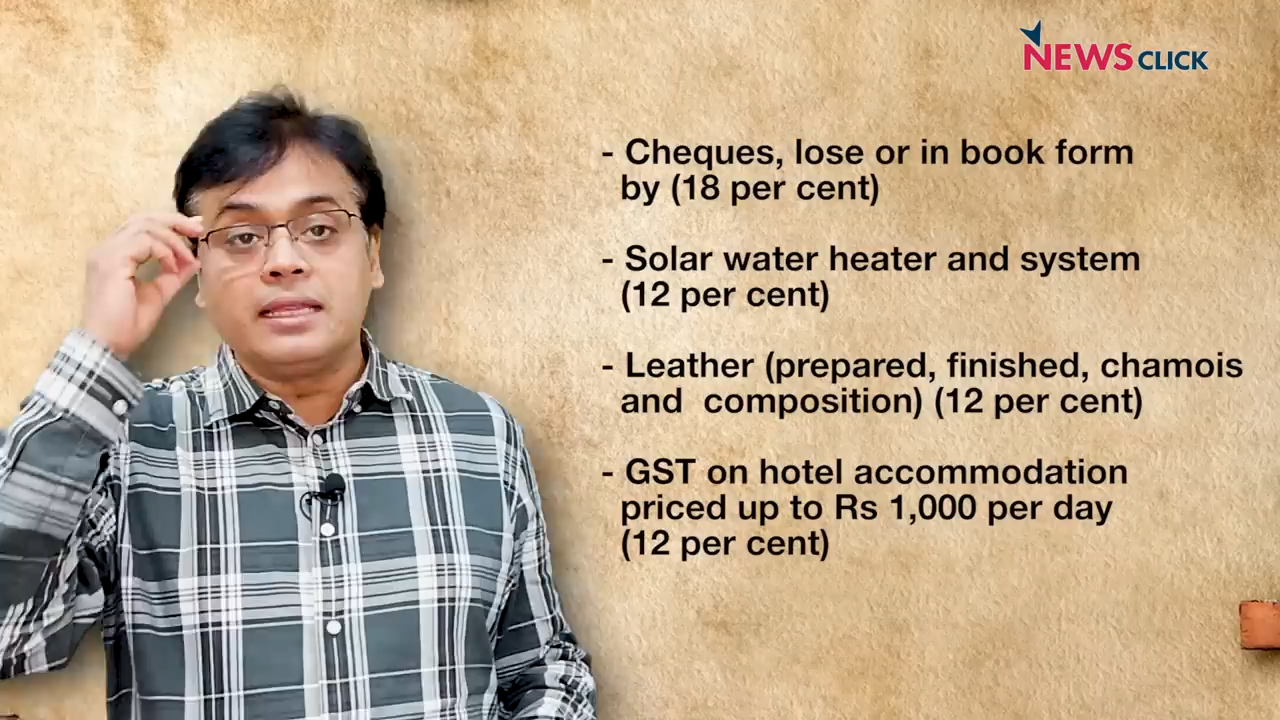 NEWS CLICK
- Cheques, lose or in book form
by (18 per cent)
- Solar water heater and system
(12 per cent)
- Leather (prepared, finished, chamois
and composition) (12 per cent)
- GST on hotel accommodation
priced up to Rs 1,000 per day
(12 per cent)